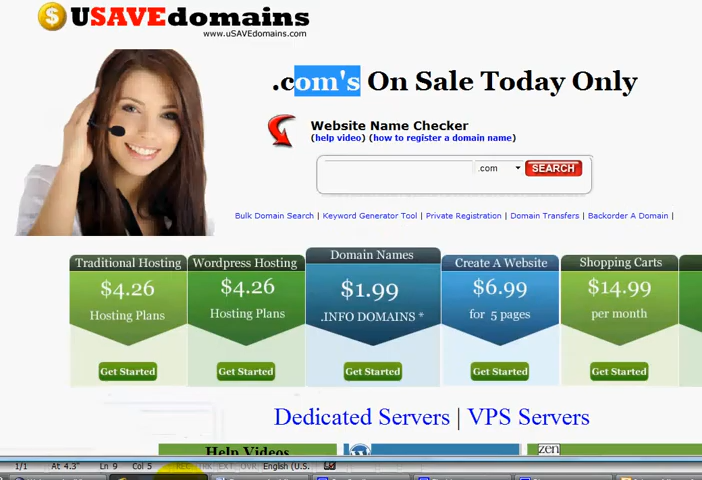 USAVEdomains
www.uSAVEdomains.com
.com's On Sale Today Only
Website Name Checker
(help video) (how to register a domain name)
.com SEARCH
Bulk Domain Search | Keyword Generator Tool | Private Registration | Domain Transfers | Backorder A Domain |
Traditional Hosting
$4.26
Hosting Plans
Get Started
Wordpress Hosting
$4.26
Hosting Plans
Get Started
Domain Names
$1.99
.INFO DOMAINS *
Get Started
Create A Website
$6.99
for 5 pages
Get Started
Shopping Carts
$14.99
per month
Get Started
Dedicated Servers | VPS Servers
Help Videos
zen
1/1 At 4.3" Ln 9 Col 5 REC TRK EXT OVR English (U.S.